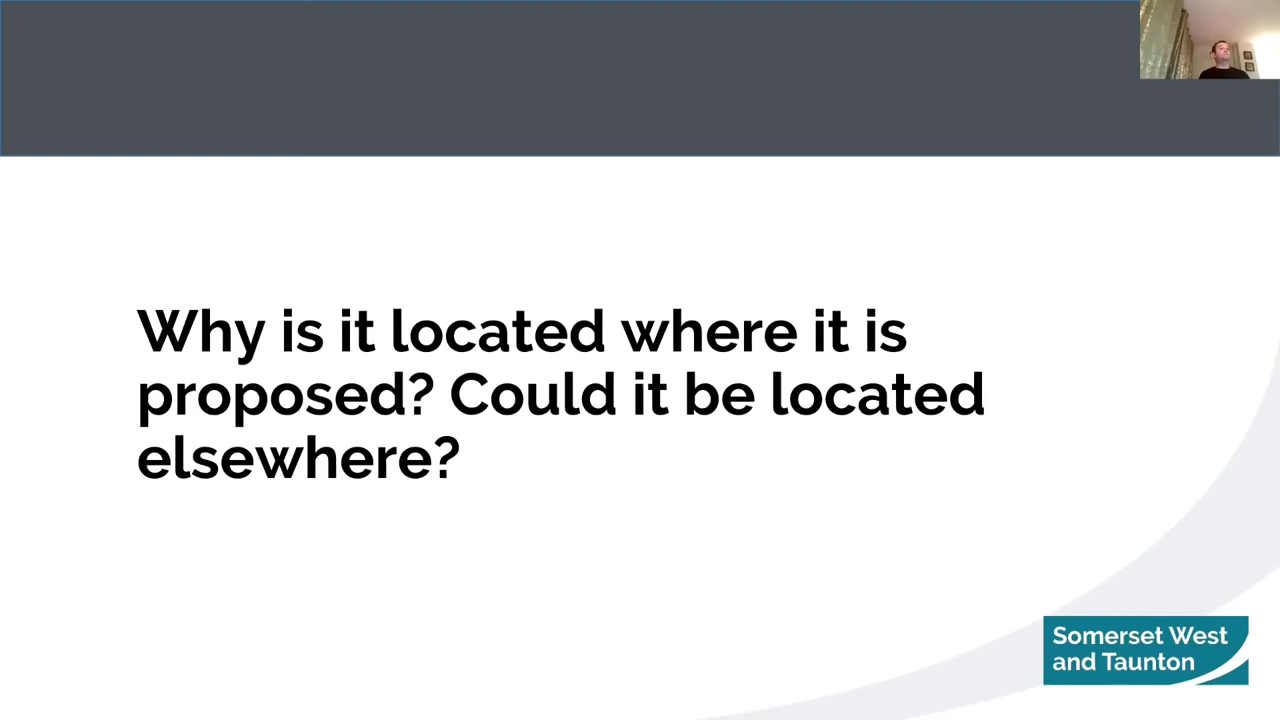 Why is it located where it is
proposed? Could it be located
elsewhere?
Somerset West
and Taunton